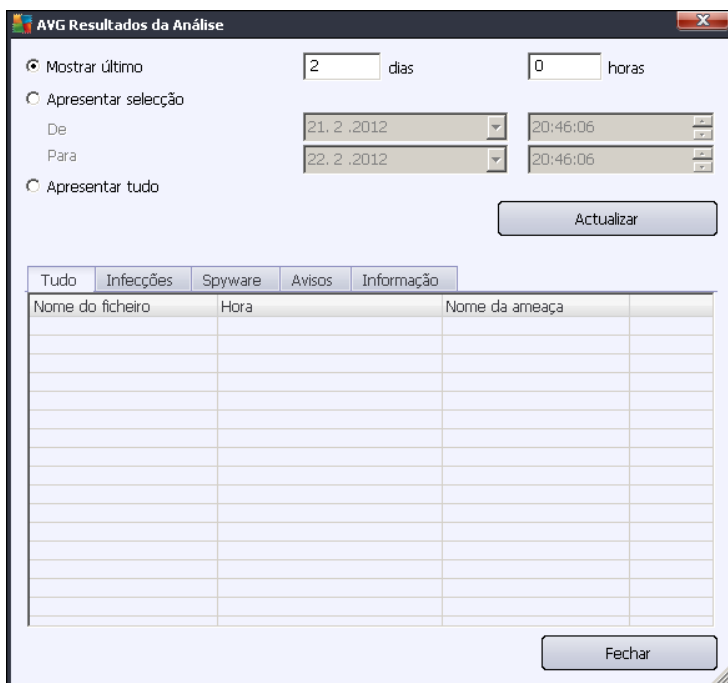 AVG Resultados da Análise
Mostrar último 2 dias 0 horas
Apresentar selecção
De 21. 2 .2012 20:46:06
Para 22. 2 .2012 20:46:06
Apresentar tudo
Actualizar
Tudo Infecções Spyware Avisos Informação
Nome do ficheiro Hora Nome da ameaça
Fechar